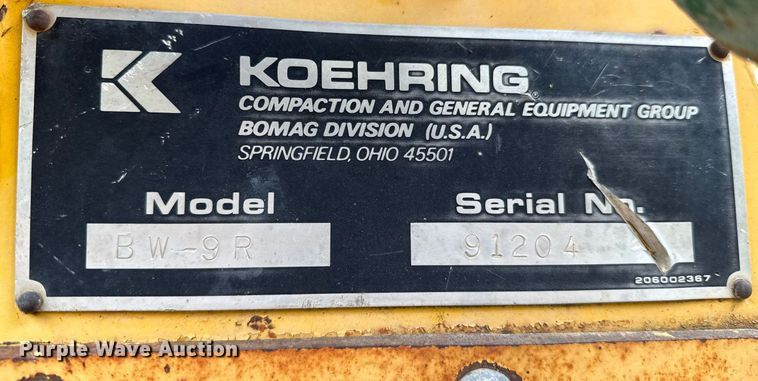 KOEHRING®
COMPACTION AND GENERAL EQUIPMENT GROUP
BOMAG DIVISION (U.S.A.)
SPRINGFIELD, OHIO 45501
Model Serial No.
BW-9R 91204
206002367
Purple Wave Auction